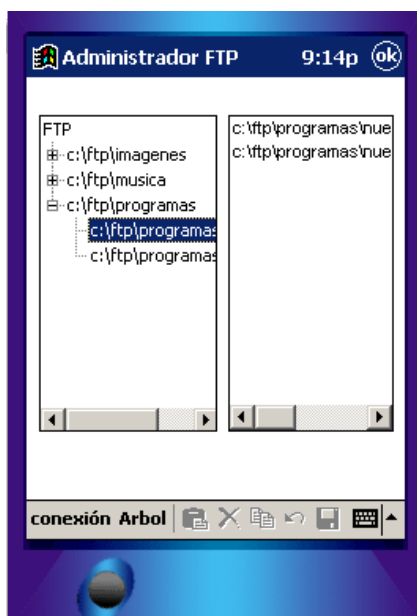 Administrador FTP 9:14p ok
FTP
c:\ftp\imagenes
c:\ftp\musica
c:\ftp\programas
c:\ftp\programas
c:\ftp\programas
c:\ftp\programas\nue
c:\ftp\programas\nue
conexión Arbol